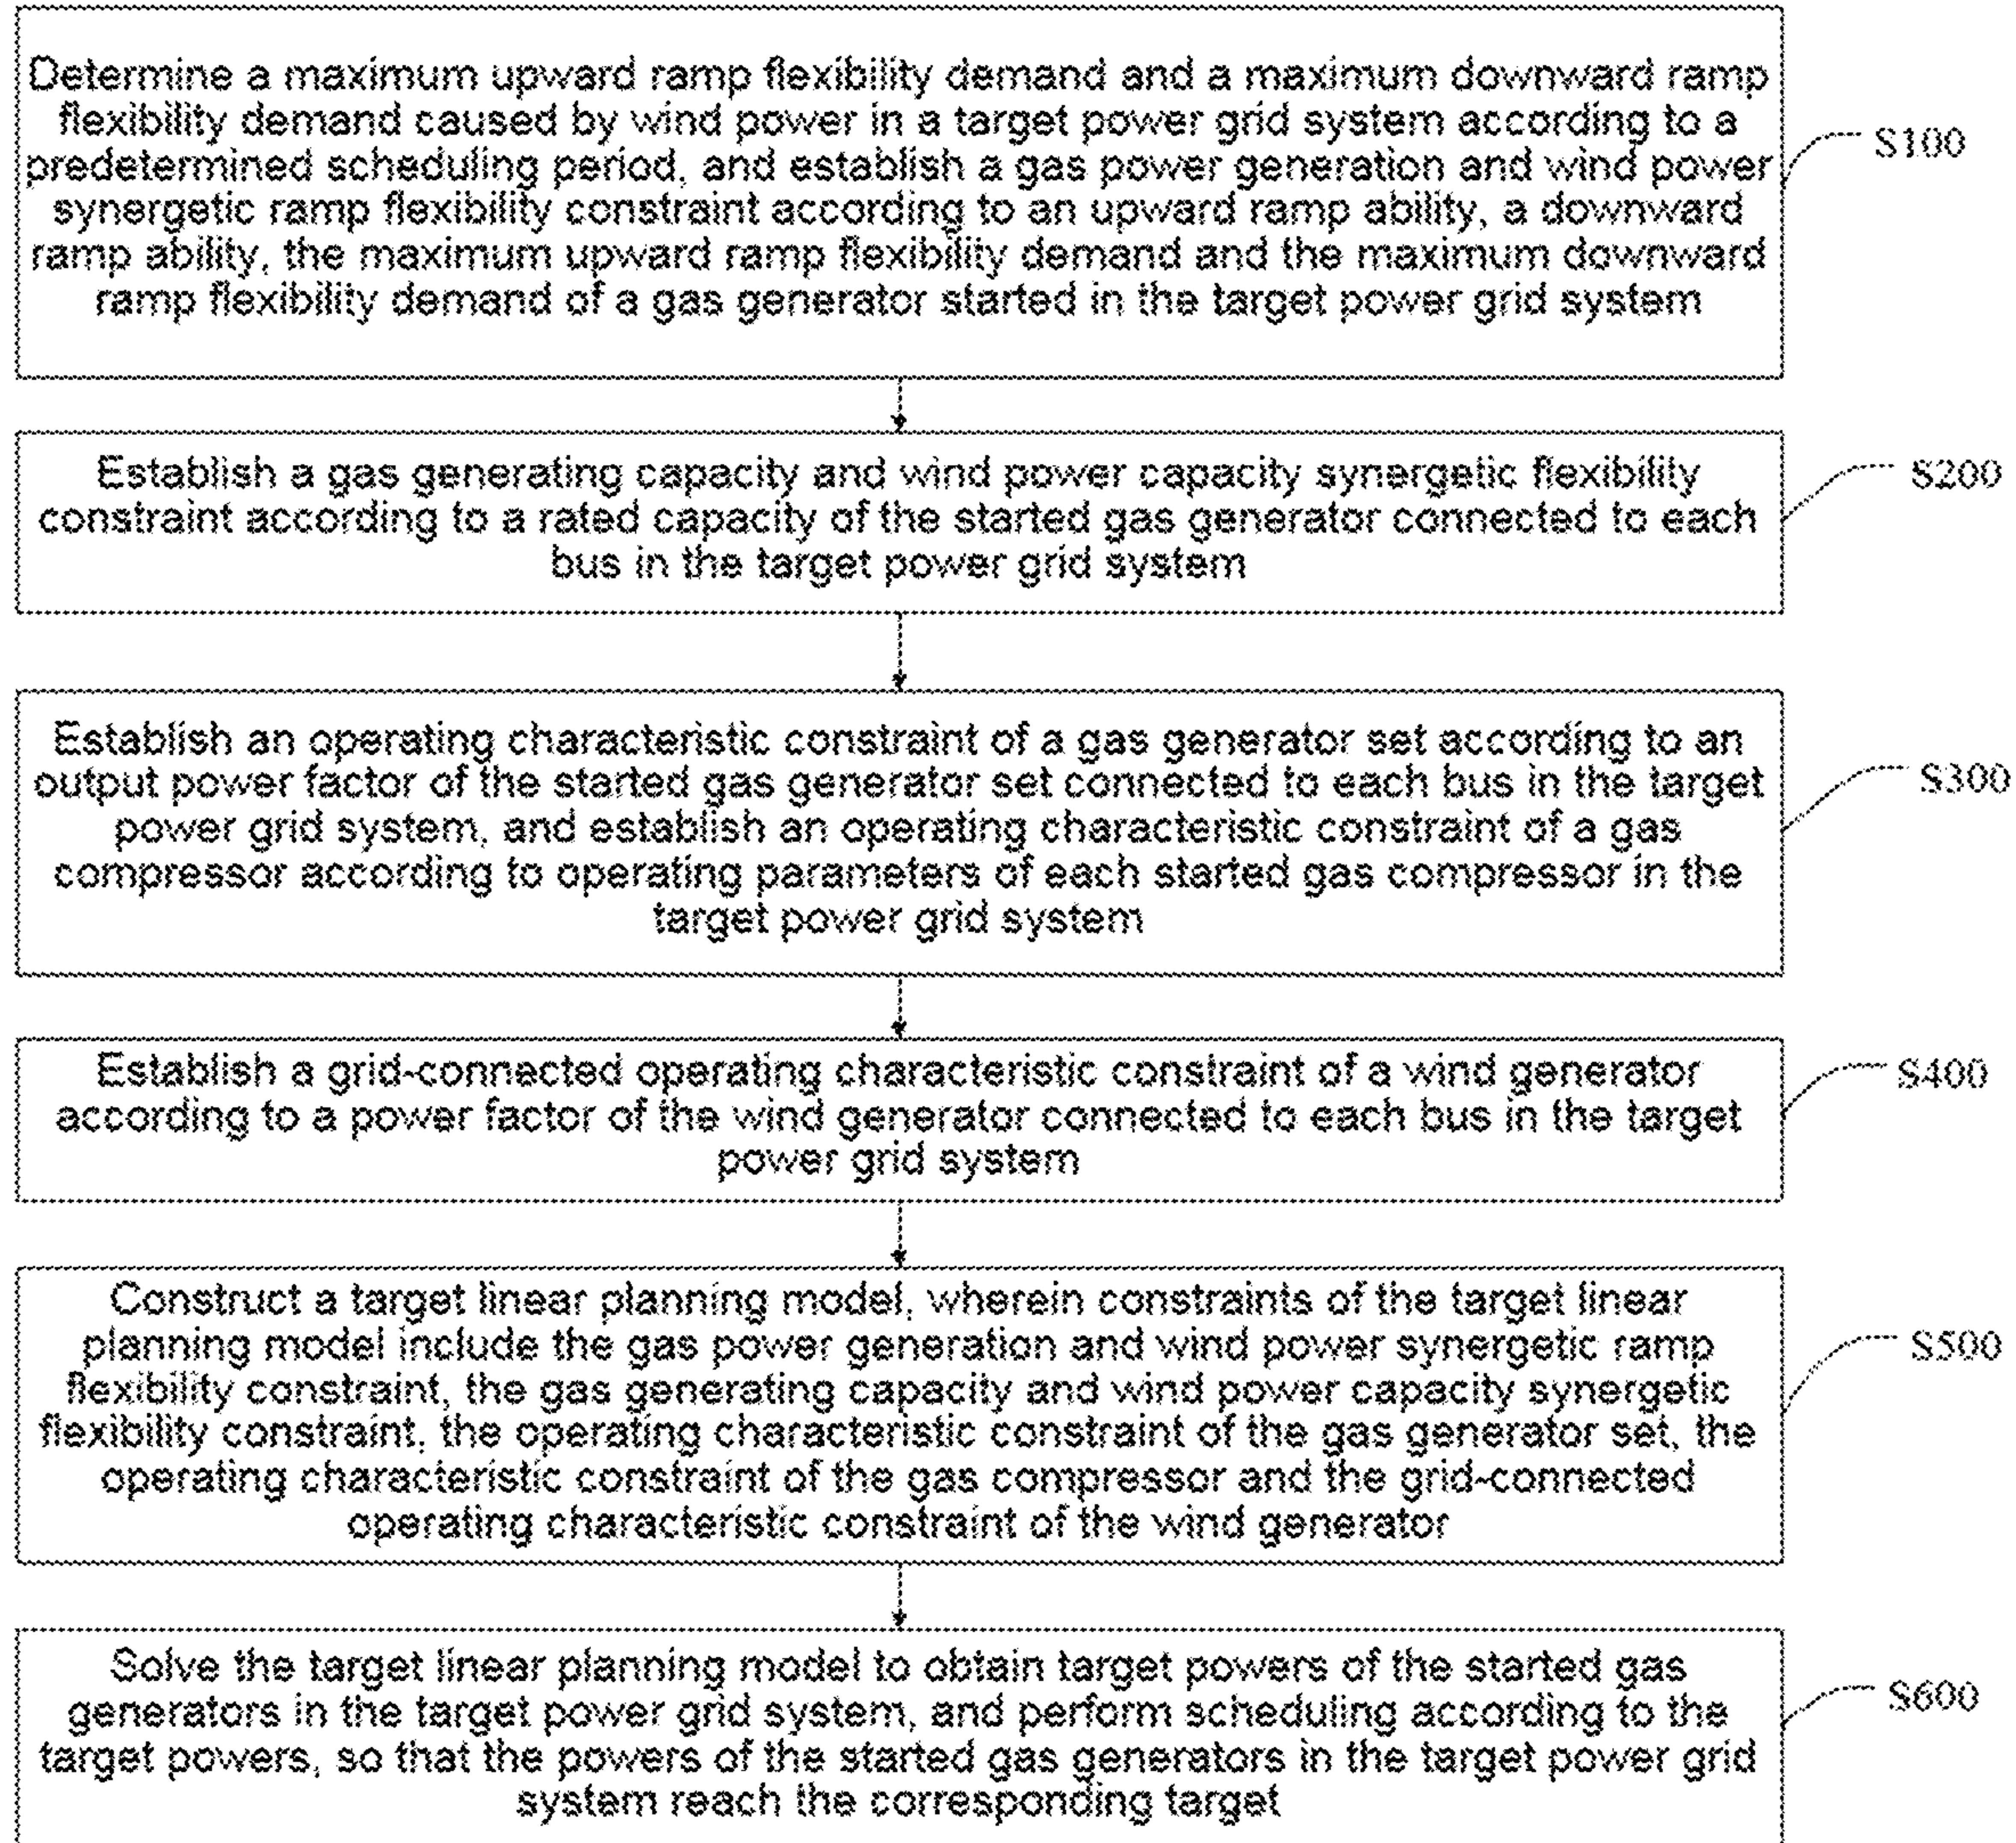 Determine a maximum upward ramp flexibility demand and a maximum downward ramp
flexibility demand caused by wind power in a target power grid system according to a
predetermined scheduling period, and establish a gas power generation and wind power
synergetic ramp flexibility constraint according to an upward ramp ability, a downward
ramp ability, the maximum upward ramp flexibility demand and the maximum downward
ramp flexibility demand of a gas generator started in the target power grid system
S100
Establish a gas generating capacity and wind power capacity synergetic flexibility
constraint according to a rated capacity of the started gas generator connected to each
bus in the target power grid system
S200
Establish an operating characteristic constraint of a gas generator set according to an
output power factor of the started gas generator set connected to each bus in the target
power grid system, and establish an operating characteristic constraint of a gas
compressor according to operating parameters of each started gas compressor in the
target power grid system
S300
Establish a grid-connected operating characteristic constraint of a wind generator
according to a power factor of the wind generator connected to each bus in the target
power grid system
S400
Construct a target linear planning model, wherein constraints of the target linear
planning model include the gas power generation and wind power synergetic ramp
flexibility constraint, the gas generating capacity and wind power capacity synergetic
flexibility constraint, the operating characteristic constraint of the gas generator set, the
operating characteristic constraint of the gas compressor and the grid-connected
operating characteristic constraint of the wind generator
S500
Solve the target linear planning model to obtain target powers of the started gas
generators in the target power grid system, and perform scheduling according to the
target powers, so that the powers of the started gas generators in the target power grid
system reach the corresponding target
S600